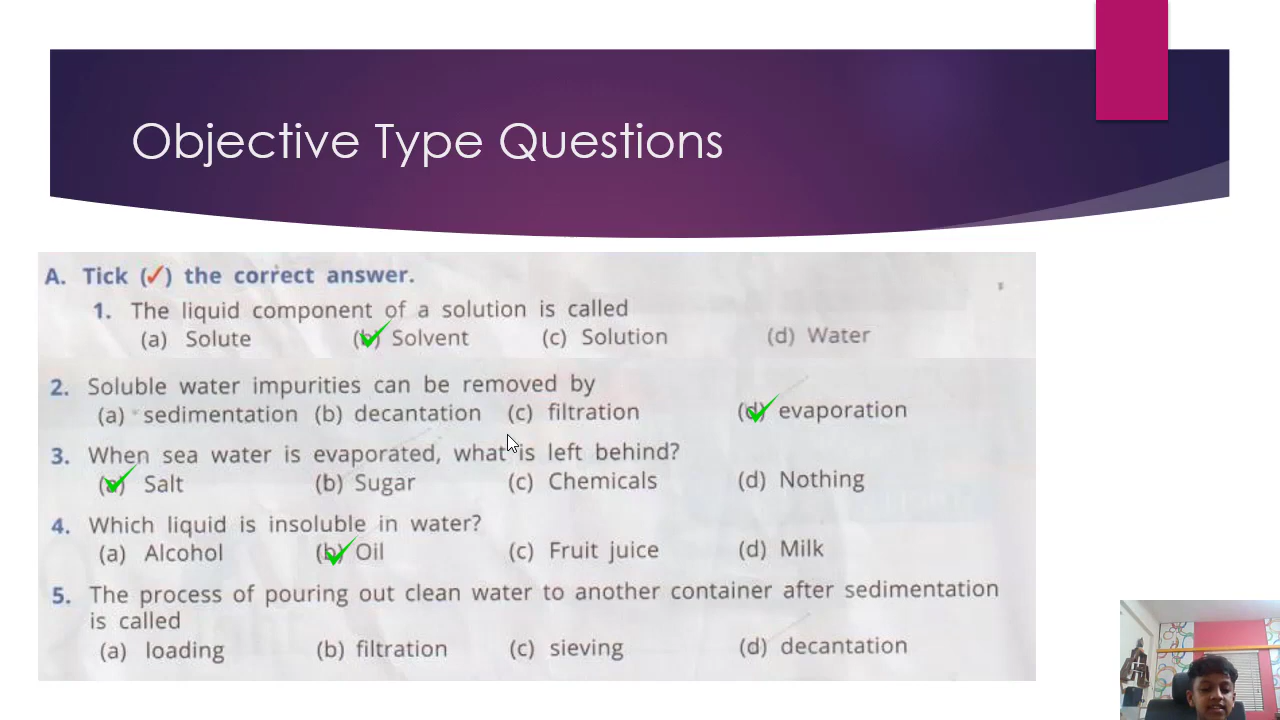 Objective Type Questions
A. Tick (✓) the correct answer.
1. The liquid component of a solution is called
(a) Solute (b) Solvent (c) Solution (d) Water
2. Soluble water impurities can be removed by
(a) sedimentation (b) decantation (c) filtration (d) evaporation
3. When sea water is evaporated, what is left behind?
(a) Salt (b) Sugar (c) Chemicals (d) Nothing
4. Which liquid is insoluble in water?
(a) Alcohol (b) Oil (c) Fruit juice (d) Milk
5. The process of pouring out clean water to another container after sedimentation
is called
(a) loading (b) filtration (c) sieving (d) decantation